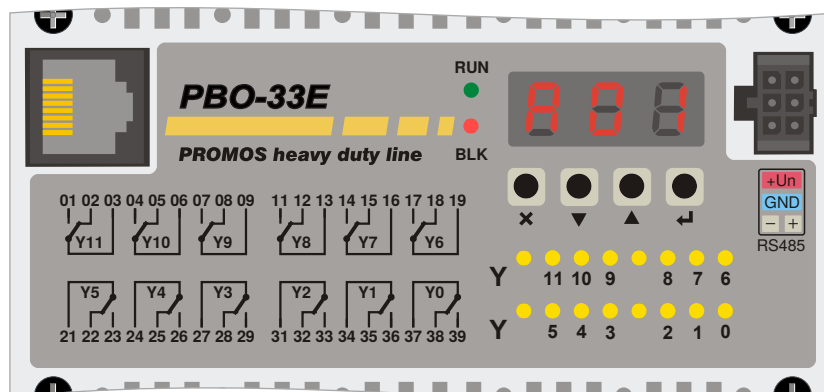 RUN
PBO-33E
A01
PROMOS heavy duty line
BLK
+Un
GND
− +
RS485
01 02 03 04 05 06 07 08 09 11 12 13 14 15 16 17 18 19
Y11 Y10 Y9 Y8 Y7 Y6
Y 11 10 9 8 7 6
Y5 Y4 Y3 Y2 Y1 Y0
21 22 23 24 25 26 27 28 29 31 32 33 34 35 36 37 38 39
Y 5 4 3 2 1 0